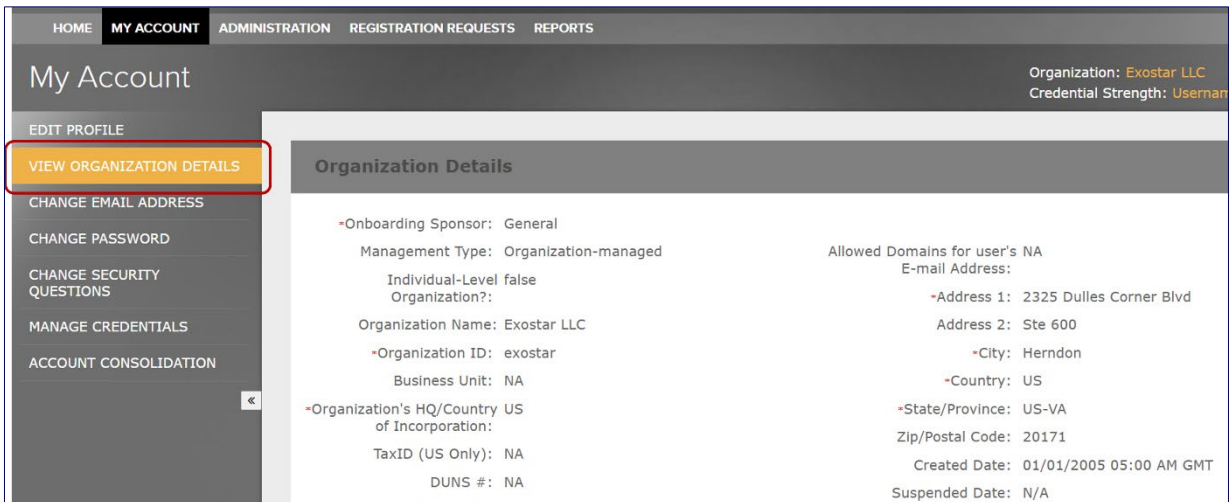 HOME MY ACCOUNT ADMINISTRATION REGISTRATION REQUESTS REPORTS
My Account
Organization: Exostar LLC
Credential Strength:
EDIT PROFILE
VIEW ORGANIZATION DETAILS
CHANGE EMAIL ADDRESS
CHANGE PASSWORD
CHANGE SECURITY
QUESTIONS
MANAGE CREDENTIALS
ACCOUNT CONSOLIDATION
«
Organization Details
*Onboarding Sponsor: General
Management Type: Organization-managed
Individual-Level false
Organization?:
Organization Name: Exostar LLC
*Organization ID: exostar
Business Unit: NA
*Organization's HQ/Country US
of Incorporation:
TaxID (US Only): NA
DUNS #: NA
Allowed Domains for user's NA
E-mail Address:
*Address 1: 2325 Dulles Corner Blvd
Address 2: Ste 600
*City: Herndon
*Country: US
*State/Province: US-VA
Zip/Postal Code: 20171
Created Date: 01/01/2005 05:00 AM GMT
Suspended Date: N/A